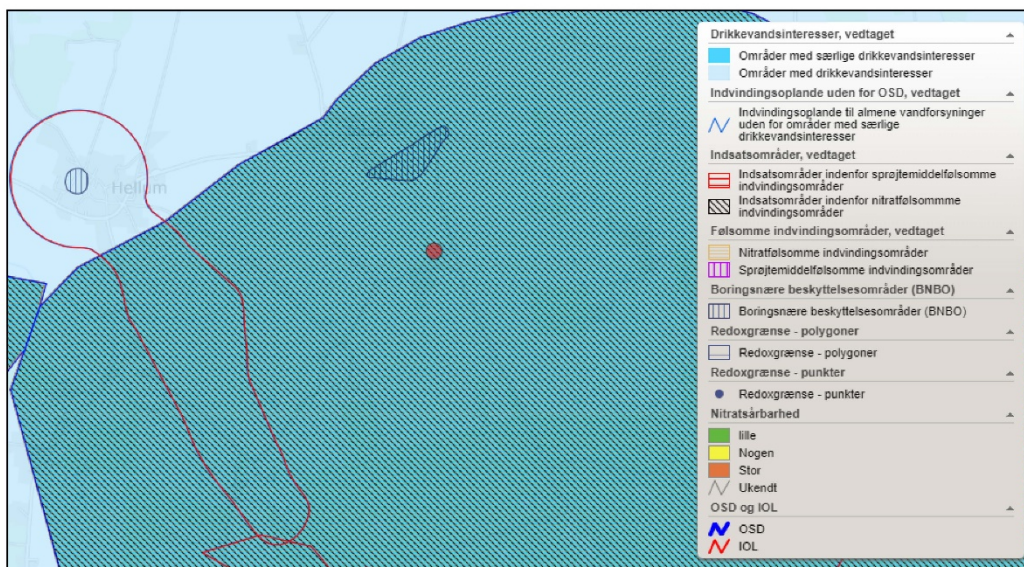 Drikkevandsinteresser, vedtaget
Områder med særlige drikkevandsinteresser
Områder med drikkevandsinteresser
Indvindingsoplande uden for OSD, vedtaget
Indvindingsoplande til almene vandforsyninger
uden for områder med særlige
drikkevandsinteresser
Indsatsområder, vedtaget
Indsatsområder indenfor sprøjtemiddelfølsomme
indvindingsområder
Indsatsområder indenfor nitratfølsommme
indvindingsområder
Følsomme indvindingsområder, vedtaget
Nitratfølsomme indvindingsområder
Sprøjtemiddelfølsomme indvindingsområder
Boringsnære beskyttelsesområder (BNBO)
Boringsnære beskyttelsesområder (BNBO)
Redoxgrænse - polygoner
Redoxgrænse - polygoner
Redoxgrænse - punkter
Redoxgrænse - punkter
Nitratsårbarhed
lille
Nogen
Stor
Ukendt
OSD og IOL
OSD
IOL
Hellum